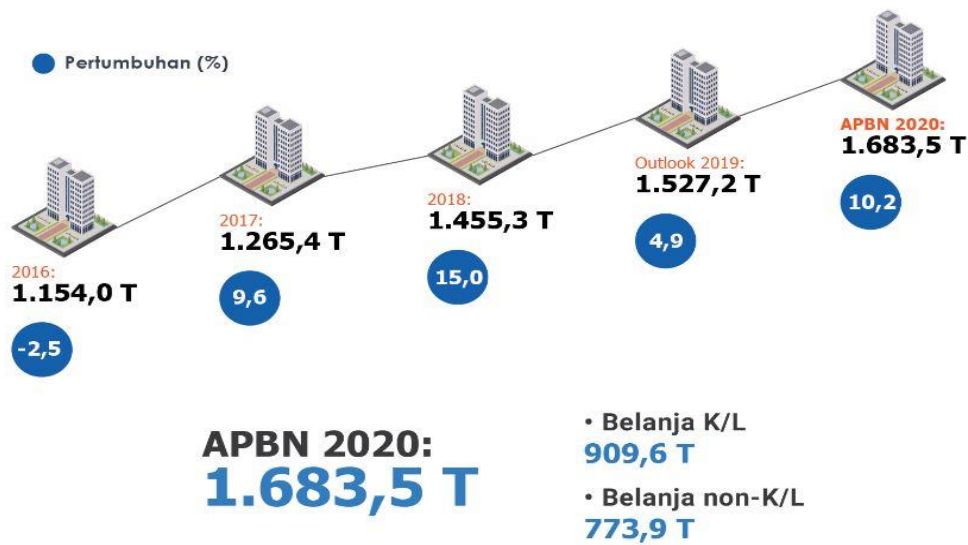 Pertumbuhan (%)
2016:
1.154,0 T
-2,5
2017:
1.265,4 T
9,6
2018:
1.455,3 T
15,0
Outlook 2019:
1.527,2 T
4,9
APBN 2020:
1.683,5 T
10,2
APBN 2020:
1.683,5 T
• Belanja K/L
909,6 T
• Belanja non-K/L
773,9 T